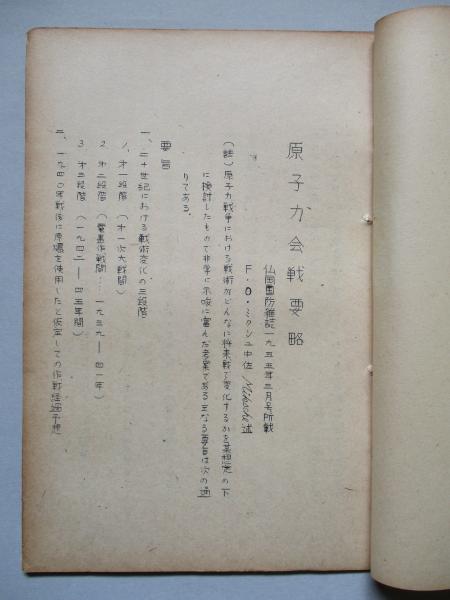 原子力会戦要略
仏国国防雑誌一九五五年三月号所載
F・O・ミクシェ中佐 Miksche 述
(註)原子力戦争における戦術がどんなに将来戦で変化するかを某想定の下
に検討したもので非常に示唆に富んだ考案である主なる要旨は次の通
りである。
要旨
一、二十世紀における戦術変化の三段階
1、才一段階(才一次大戦間)
2、才二段階(電撃作戦間…一九三九―四一年)
3、才三段階(一九四二―四五年間)
二、一九四〇年戦後に原爆を使用したと仮定しての作戦経過予想